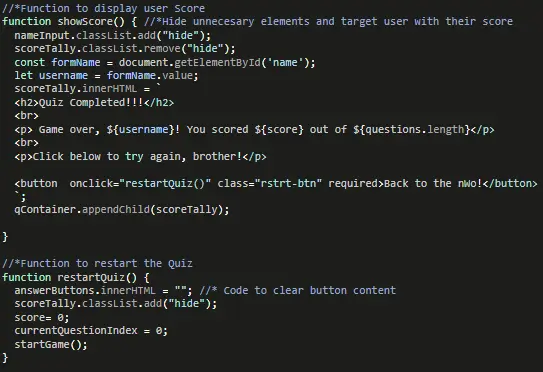 //*Function to display user Score
function showScore() { //*Hide unnecesary elements and target user with their score
nameInput.classList.add("hide");
scoreTally.classList.remove("hide");
const formName = document.getElementById('name');
let username = formName.value;
scoreTally.innerHTML = `
<h2>Quiz Completed!!!</h2>
<br>
<p> Game over, ${username}! You scored ${score} out of ${questions.length}</p>
<br>
<p>Click below to try again, brother!</p>
<button  onclick="restartQuiz()" class="rstrt-btn" required>Back to the nWo!</button>
`;
qContainer.appendChild(scoreTally);
}
//*Function to restart the Quiz
function restartQuiz() {
answerButtons.innerHTML = ""; //* Code to clear button content
scoreTally.classList.add("hide");
score= 0;
currentQuestionIndex = 0;
startGame();
}